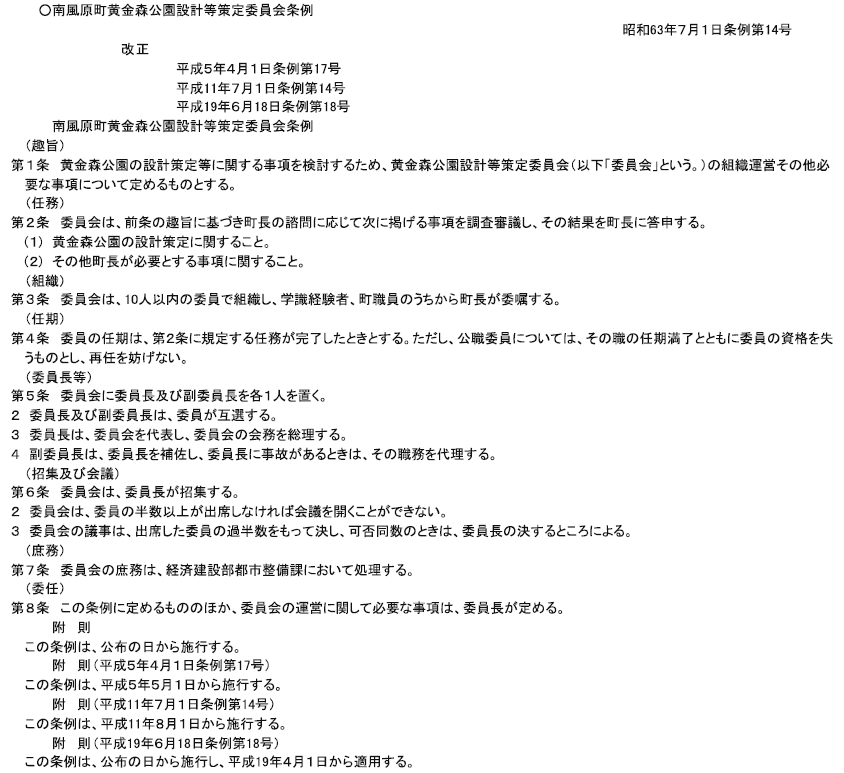 ○南風原町黄金森公園設計等策定委員会条例
昭和63年7月1日条例第14号
改正
平成5年4月1日条例第17号
平成11年7月1日条例第14号
平成19年6月18日条例第18号
南風原町黄金森公園設計等策定委員会条例
（趣旨）
第1条　黄金森公園の設計策定等に関する事項を検討するため、黄金森公園設計等策定委員会（以下「委員会」という。）の組織運営その他必
要な事項について定めるものとする。
（任務）
第2条　委員会は、前条の趣旨に基づき町長の諮問に応じて次に掲げる事項を調査審議し、その結果を町長に答申する。
（1）　黄金森公園の設計策定に関すること。
（2）　その他町長が必要とする事項に関すること。
（組織）
第3条　委員会は、10人以内の委員で組織し、学識経験者、町職員のうちから町長が委嘱する。
（任期）
第4条　委員の任期は、第2条に規定する任務が完了したときとする。ただし、公職委員については、その職の任期満了とともに委員の資格を失
うものとし、再任を妨げない。
（委員長等）
第5条　委員会に委員長及び副委員長を各1人を置く。
2　委員長及び副委員長は、委員が互選する。
3　委員長は、委員会を代表し、委員会の会務を総理する。
4　副委員長は、委員長を補佐し、委員長に事故があるときは、その職務を代理する。
（招集及び会議）
第6条　委員会は、委員長が招集する。
2　委員会は、委員の半数以上が出席しなければ会議を開くことができない。
3　委員会の議事は、出席した委員の過半数をもって決し、可否同数のときは、委員長の決するところによる。
（庶務）
第7条　委員会の庶務は、経済建設部都市整備課において処理する。
（委任）
第8条　この条例に定めるもののほか、委員会の運営に関して必要な事項は、委員長が定める。
附　則
この条例は、公布の日から施行する。
附　則（平成5年4月1日条例第17号）
この条例は、平成5年5月1日から施行する。
附　則（平成11年7月1日条例第14号）
この条例は、平成11年8月1日から施行する。
附　則（平成19年6月18日条例第18号）
この条例は、公布の日から施行し、平成19年4月1日から適用する。